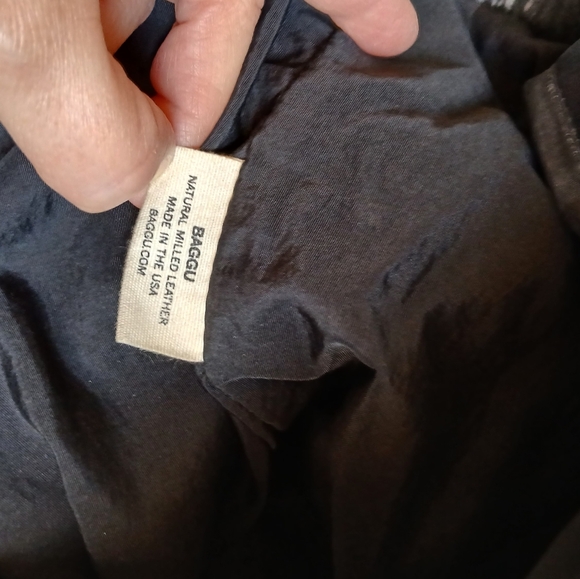 BAGGU
NATURAL MILLED LEATHER
MADE IN THE USA
BAGGU.COM